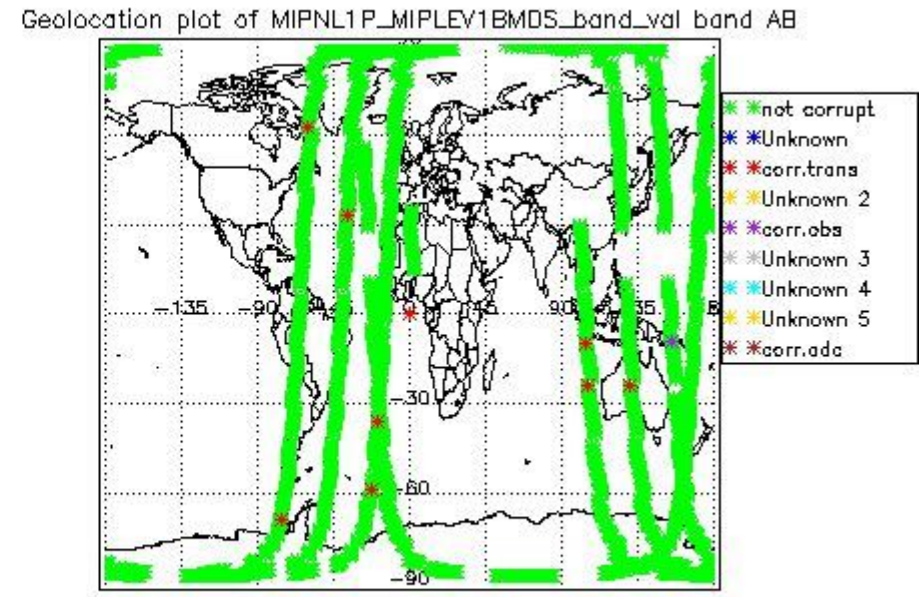 Geolocation plot of MIPNL1P_MIPLEV1BMDS_band_val band AB
not corrupt
Unknown
corr.trans
Unknown 2
corr.obs
Unknown 3
Unknown 4
Unknown 5
corr.adc
-135 -90 45 90 135
-30
-60
-90